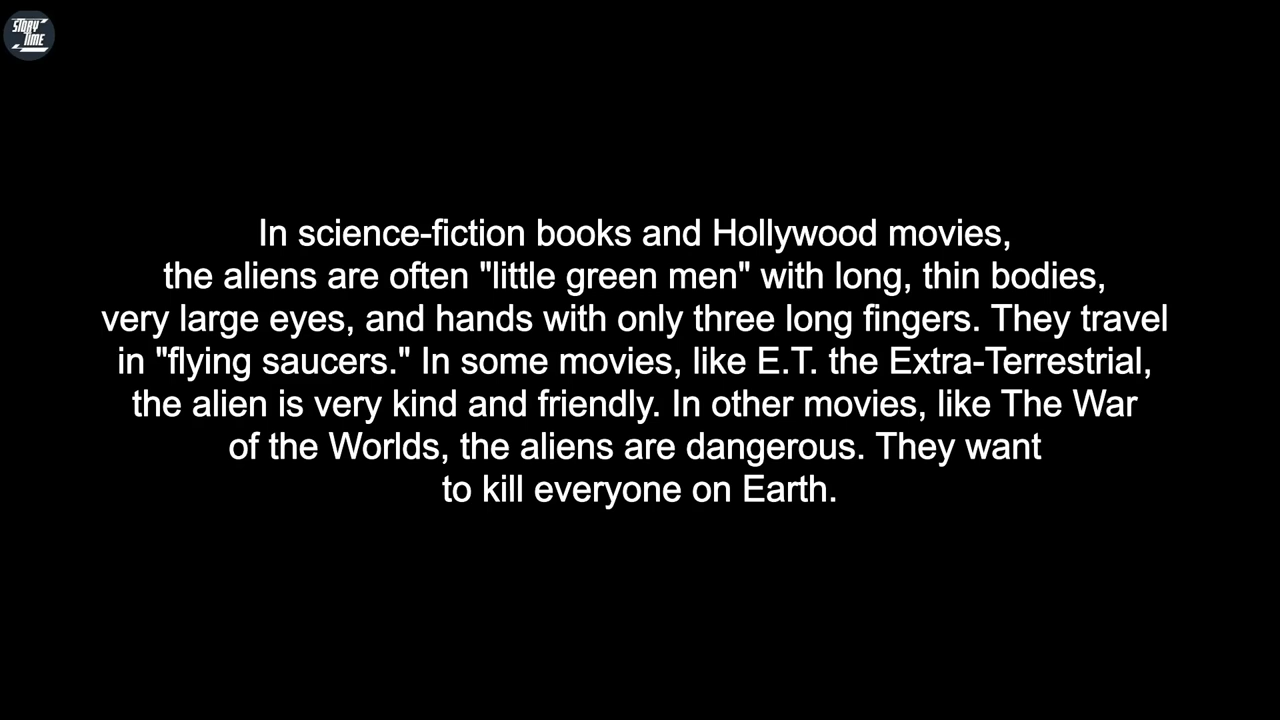 STORY
TIME
In science-fiction books and Hollywood movies,
the aliens are often "little green men" with long, thin bodies,
very large eyes, and hands with only three long fingers. They travel
in "flying saucers." In some movies, like E.T. the Extra-Terrestrial,
the alien is very kind and friendly. In other movies, like The War
of the Worlds, the aliens are dangerous. They want
to kill everyone on Earth.